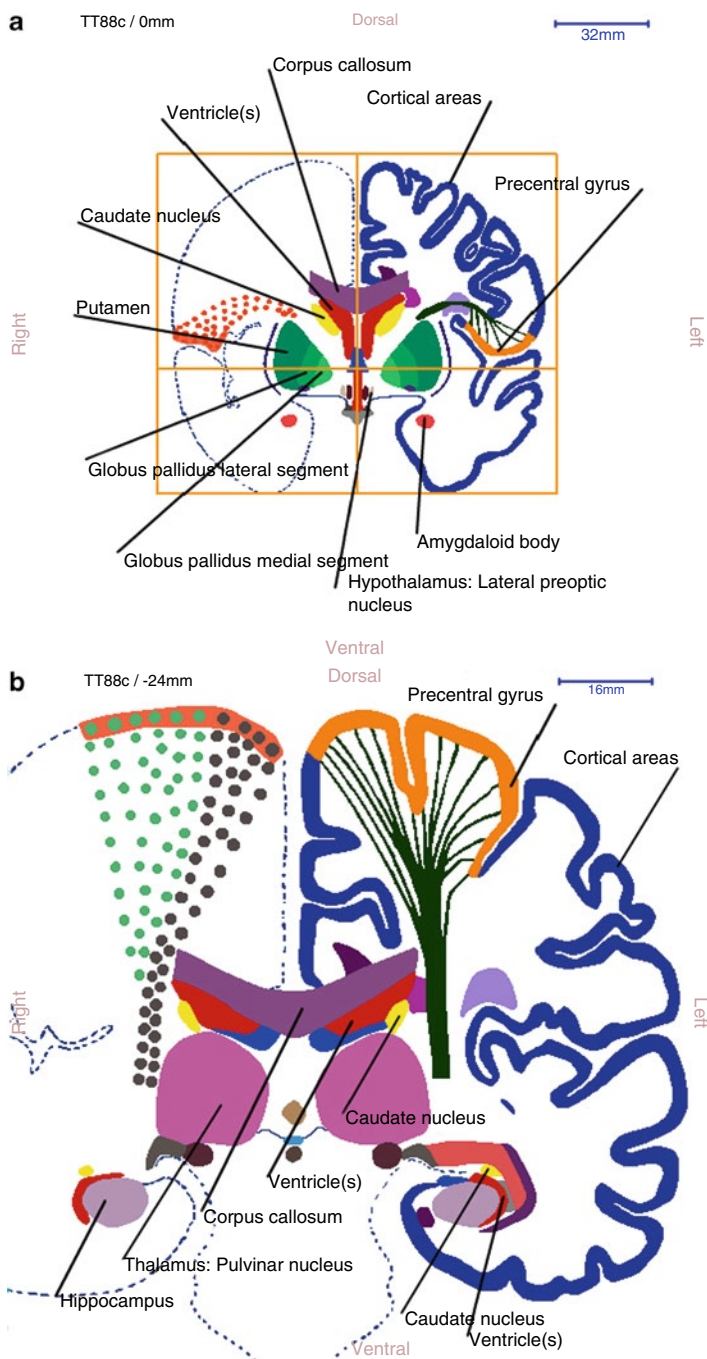 a
TT88c / 0mm
Dorsal
32mm
Corpus callosum
Cortical areas
Ventricle(s)
Precentral gyrus
Caudate nucleus
Putamen
Right
Left
Globus pallidus lateral segment
Amygdaloid body
Globus pallidus medial segment
Hypothalamus: Lateral preoptic
nucleus
Ventral
b
TT88c / -24mm
Dorsal
16mm
Precentral gyrus
Cortical areas
Right
Left
Caudate nucleus
Ventricle(s)
Corpus callosum
Thalamus: Pulvinar nucleus
Hippocampus
Caudate nucleus
Ventricle(s)
Ventral